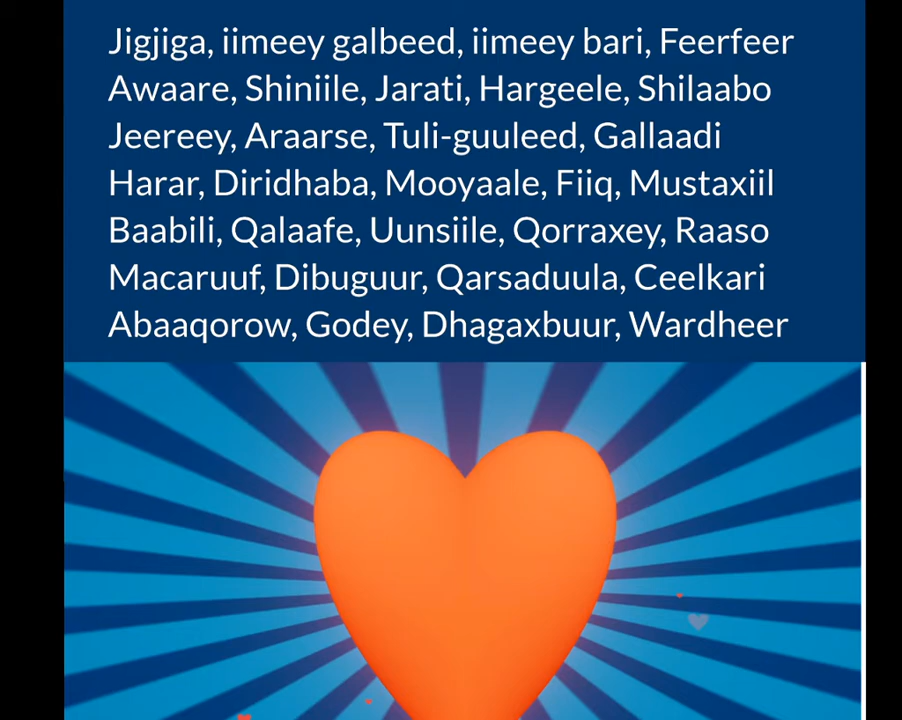 Jigjiga, iimeey galbeed, iimeey bari, Feerfeer
Awaare, Shiniile, Jarati, Hargeele, Shilaabo
Jeereey, Araarse, Tuli-guuleed, Gallaadi
Harar, Diridhaba, Mooyaale, Fiiq, Mustaxiil
Baabili, Qalaafe, Uunsiile, Qorraxey, Raaso
Macaruuf, Dibuguur, Qarsaduula, Ceelkari
Abaaqorow, Godey, Dhagaxbuur, Wardheer